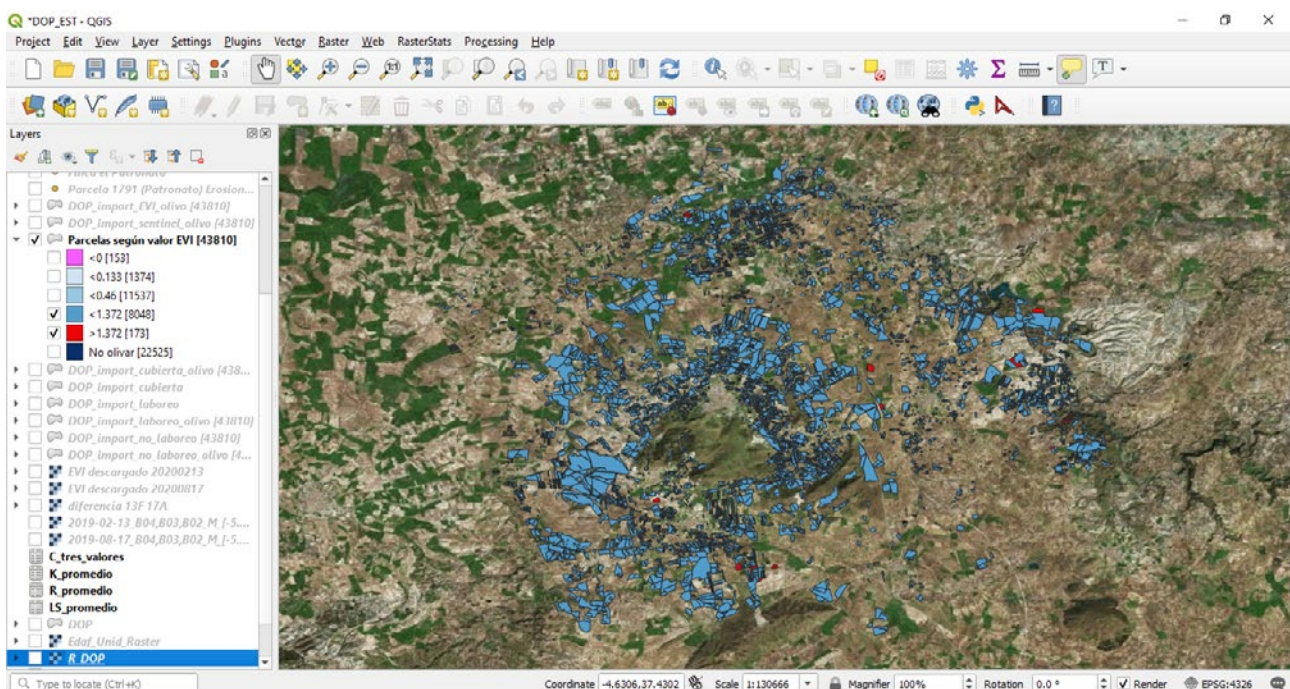 *DOP_EST - QGIS
Project Edit View Layer Settings Plugins Vector Raster Web RasterStats Processing Help
Layers
Finca el Patronato
Parcela 1791 (Patronato) Erosion...
DOP_import_EVI_olivo [43810]
DOP_import_sentinel_olivo [43810]
Parcelas según valor EVI [43810]
<0 [153]
<0.133 [1374]
<0.46 [11537]
<1.372 [8048]
>1.372 [173]
No olivar [22525]
DOP_import_cubierta_olivo [438...
DOP_import_cubierta
DOP_import_laboreo
DOP_import_laboreo_olivo [43810]
DOP_import_no_laboreo [43810]
DOP_import_no_laboreo_olivo [4...
EVI descargado 20200213
EVI descargado 20200817
diferencia 13F 17A
2019-02-13_B04,B03,B02_M_[-5....
2019-08-17_B04,B03,B02_M_[-5....
C_tres_valores
K_promedio
R_promedio
LS_promedio
DOP
Edaf_Unid_Raster
R_DOP
Type to locate (Ctrl+K) Coordinate -4.6306,37.4302 Scale 1:130666 Magnifier 100% Rotation 0.0 ° Render EPSG:4326